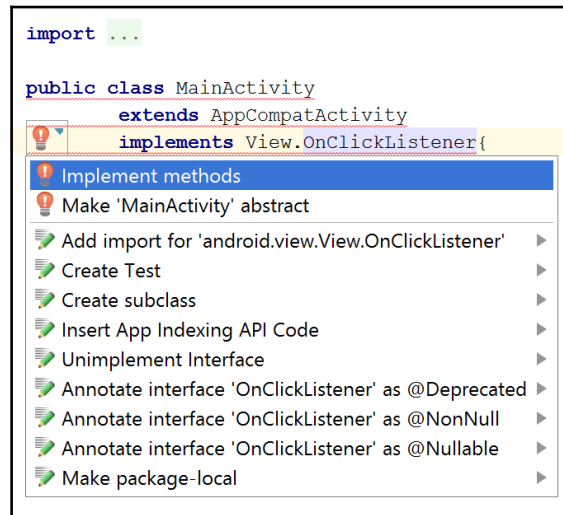 import ...
public class MainActivity
extends AppCompatActivity
implements View.OnClickListener{
Implement methods
Make 'MainActivity' abstract
Add import for 'android.view.View.OnClickListener'
Create Test
Create subclass
Insert App Indexing API Code
Unimplement Interface
Annotate interface 'OnClickListener' as @Deprecated
Annotate interface 'OnClickListener' as @NonNull
Annotate interface 'OnClickListener' as @Nullable
Make package-local